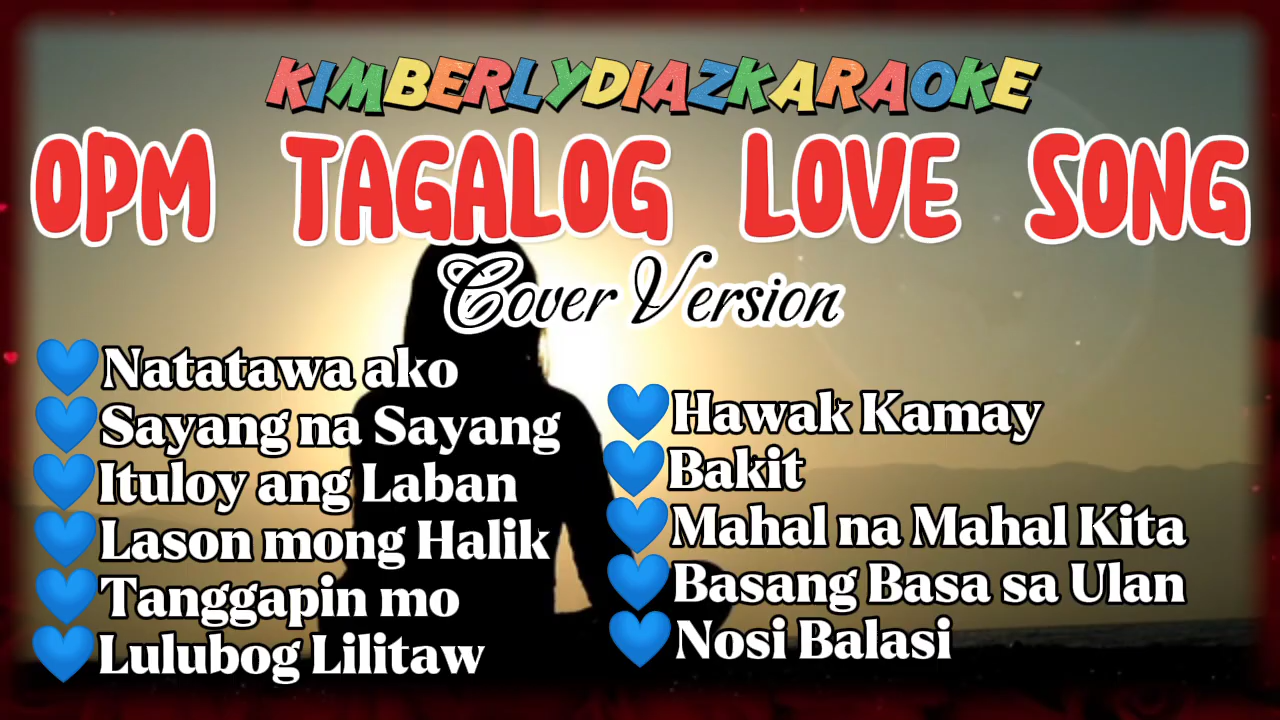 KIMBERLYDIAZKARAOKE
OPM TAGALOG LOVE SONG
Cover Version
Natatawa ako
Sayang na Sayang
Ituloy ang Laban
Lason mong Halik
Tanggapin mo
Lulubog Lilitaw
Hawak Kamay
Bakit
Mahal na Mahal Kita
Basang Basa sa Ulan
Nosi Balasi